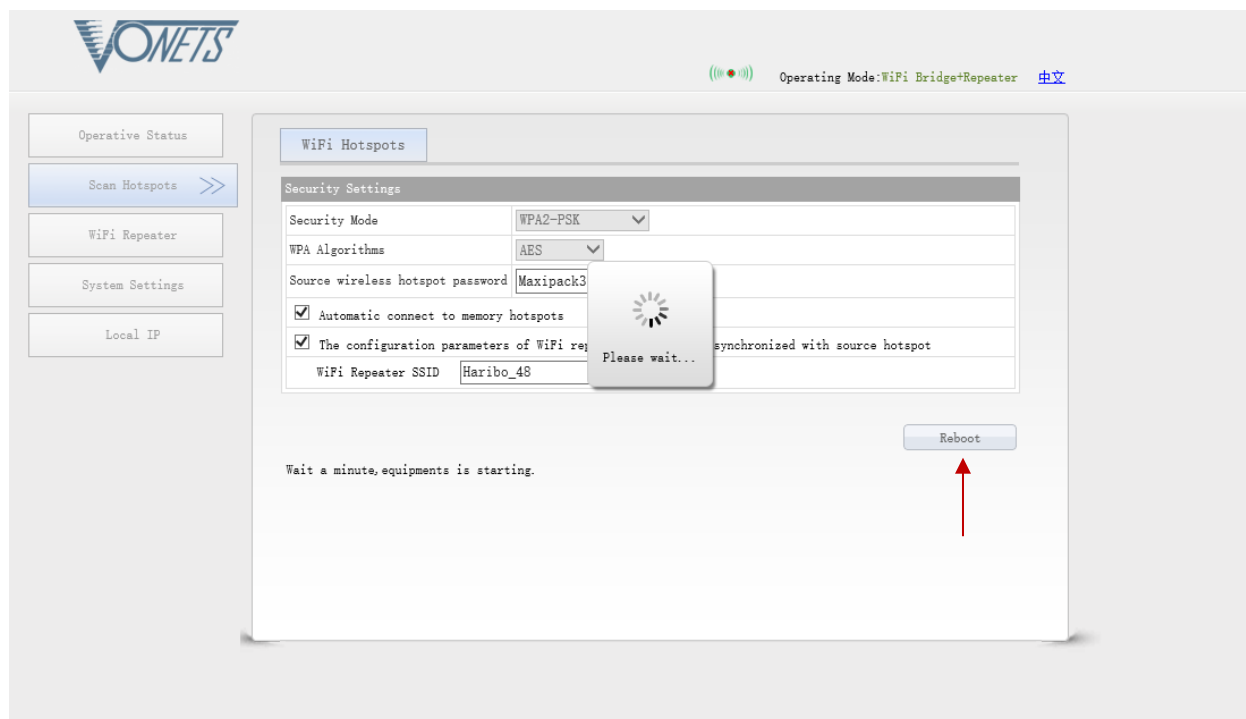 VONETS
Operating Mode:WiFi Bridge+Repeater 中文
Operative Status
Scan Hotspots
WiFi Repeater
System Settings
Local IP
WiFi Hotspots
Security Settings
Security Mode WPA2-PSK
WPA Algorithms AES
Source wireless hotspot password Maxipack3
Automatic connect to memory hotspots
The configuration parameters of WiFi synchronized with source hotspot
WiFi Repeater SSID Haribo_48
Please wait...
Reboot
Wait a minute,equipments is starting.